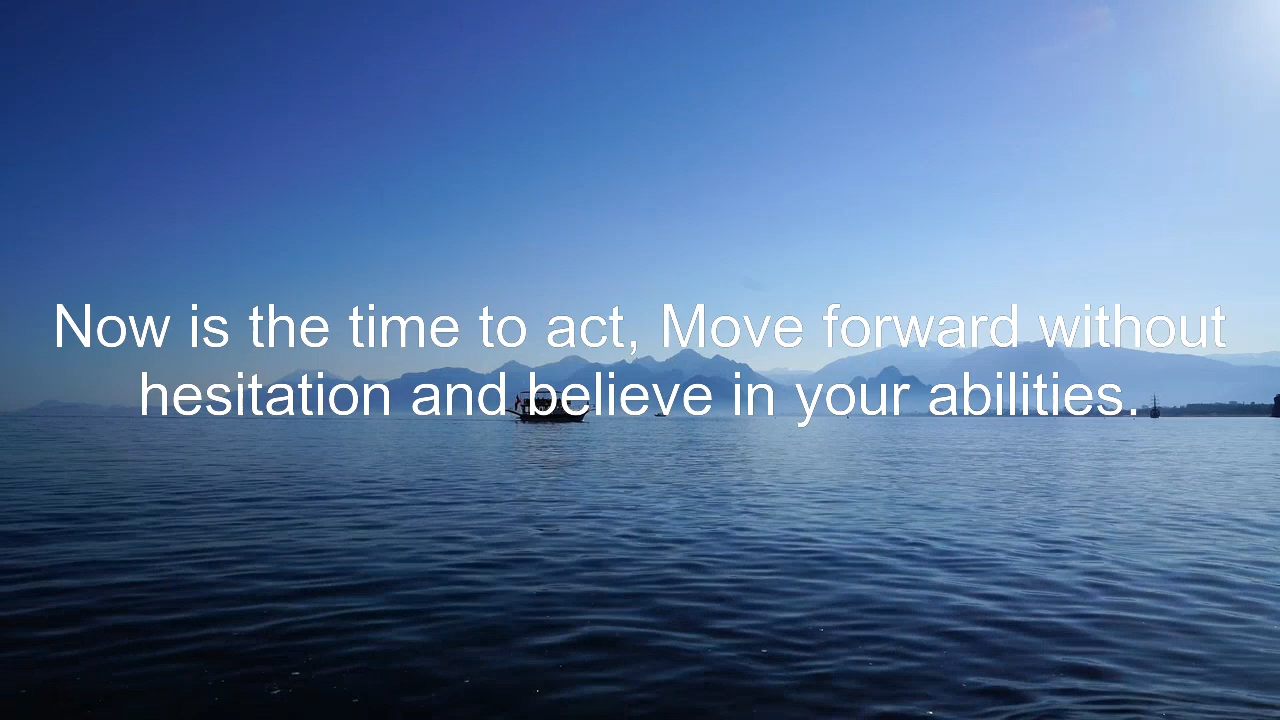 Now is the time to act, Move forward without
hesitation and believe in your abilities.